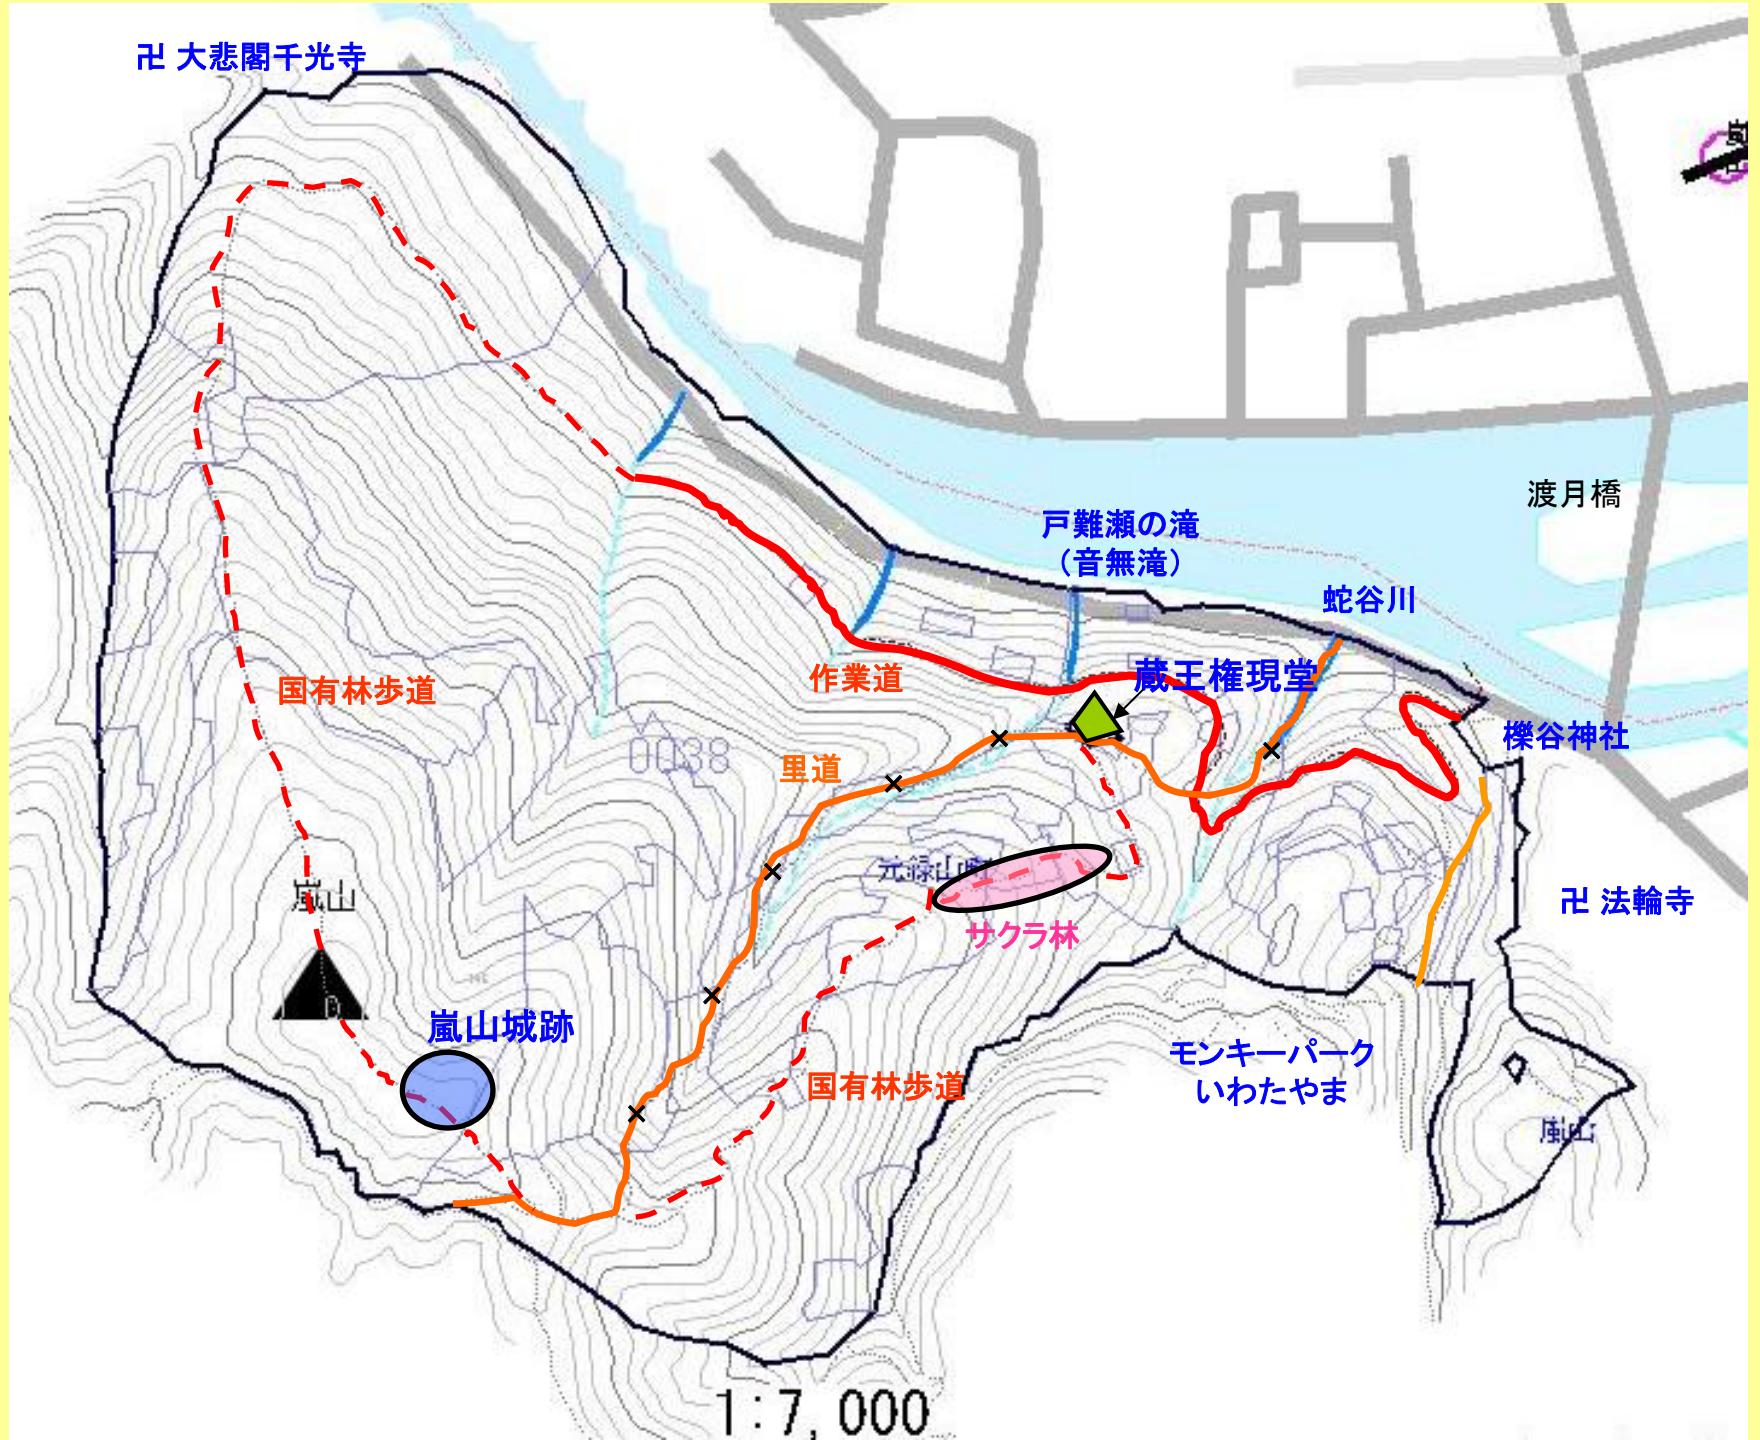 卍 大悲閣千光寺
渡月橋
戸難瀬の滝
（音無滝）
蛇谷川
作業道
蔵王権現堂
国有林歩道
櫟谷神社
里道
0038
嵐山
卍 法輪寺
サクラ林
嵐山城跡
モンキーパーク
いわたやま
国有林歩道
嵐山
1:7,000